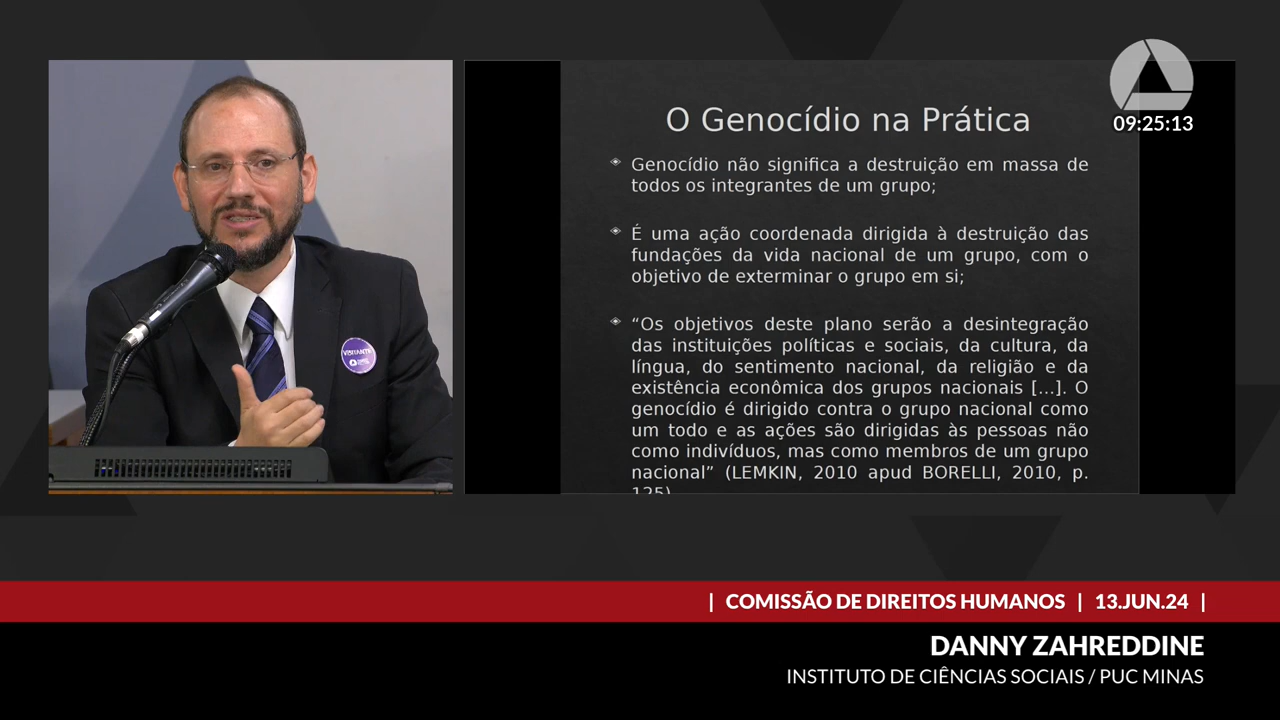 09:25:13
VISITANTE
O Genocídio na Prática
Genocídio não significa a destruição em massa de
todos os integrantes de um grupo;
É uma ação coordenada dirigida à destruição das
fundações da vida nacional de um grupo, com o
objetivo de exterminar o grupo em si;
“Os objetivos deste plano serão a desintegração
das instituições políticas e sociais, da cultura, da
língua, do sentimento nacional, da religião e da
existência econômica dos grupos nacionais [...]. O
genocídio é dirigido contra o grupo nacional como
um todo e as ações são dirigidas às pessoas não
como indivíduos, mas como membros de um grupo
nacional” (LEMKIN, 2010 apud BORELLI, 2010, p.
125)
| COMISSÃO DE DIREITOS HUMANOS | 13.JUN.24 |
DANNY ZAHREDDINE
INSTITUTO DE CIÊNCIAS SOCIAIS / PUC MINAS